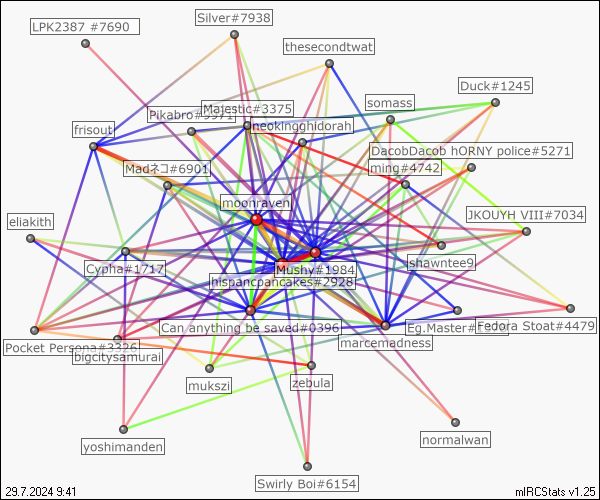 Silver#7938
LPK2387 #7690
thesecondtwat
Duck#1245
somass
Majestic#3375
Pikabro#3971
neokingghidorah
frisout
DacobDacob hORNY police#5271
ming#4742
Madネコ#6901
moonraven
JKOUYH VIII#7034
eliakith
shawntee9
Cypha#1717
Mushy#1984
hispancpancakes#2928
Can anything be saved#0396
Eg.Master#
Fedora Stoat#4479
marcemadness
Pocket Persona#3326
bigcitysamurai
mukszi
zebula
normalwan
yoshimanden
Swirly Boi#6154
29.7.2024 9:41
mIRCStats v1.25